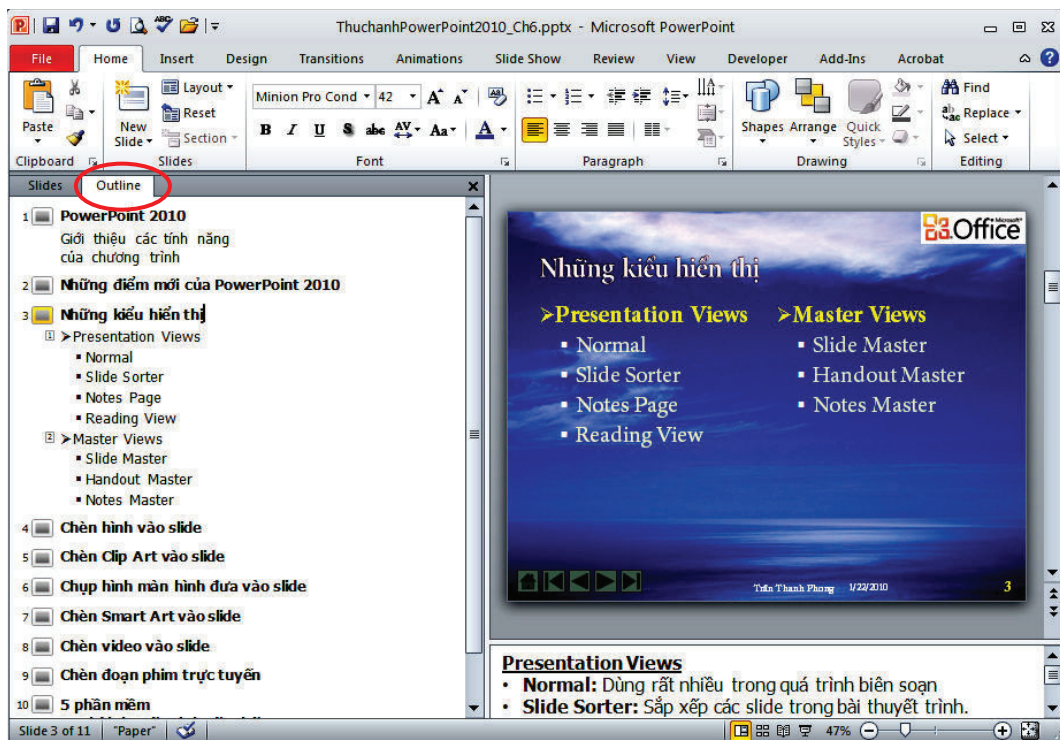 ThuchanhPowerPoint2010_Ch6.pptx - Microsoft PowerPoint
File Home Insert Design Transitions Animations Slide Show Review View Developer Add-Ins Acrobat
Paste
Clipboard
New Slide
Layout
Reset
Section
Slides
Minion Pro Cond 42
B I U S abc AV Aa A
Font
Paragraph
Shapes Arrange Quick Styles
Drawing
Find
Replace
Select
Editing
Slides Outline
1 PowerPoint 2010
Giới thiệu các tính năng
của chương trình
2 Những điểm mới của PowerPoint 2010
3 Những kiểu hiển thị
1 ➢Presentation Views
▪ Normal
▪ Slide Sorter
▪ Notes Page
▪ Reading View
2 ➢Master Views
▪ Slide Master
▪ Handout Master
▪ Notes Master
4 Chèn hình vào slide
5 Chèn Clip Art vào slide
6 Chụp hình màn hình đưa vào slide
7 Chèn Smart Art vào slide
8 Chèn video vào slide
9 Chèn đoạn phim trực tuyến
10 5 phần mềm
Microsoft
Office
Những kiểu hiển thị
➢Presentation Views
▪ Normal
▪ Slide Sorter
▪ Notes Page
▪ Reading View
➢Master Views
▪ Slide Master
▪ Handout Master
▪ Notes Master
Trần Thanh Phong 1/22/2010 3
Presentation Views
• Normal: Dùng rất nhiều trong quá trình biên soạn
• Slide Sorter: Sắp xếp các slide trong bài thuyết trình.
Slide 3 of 11 "Paper" 47%